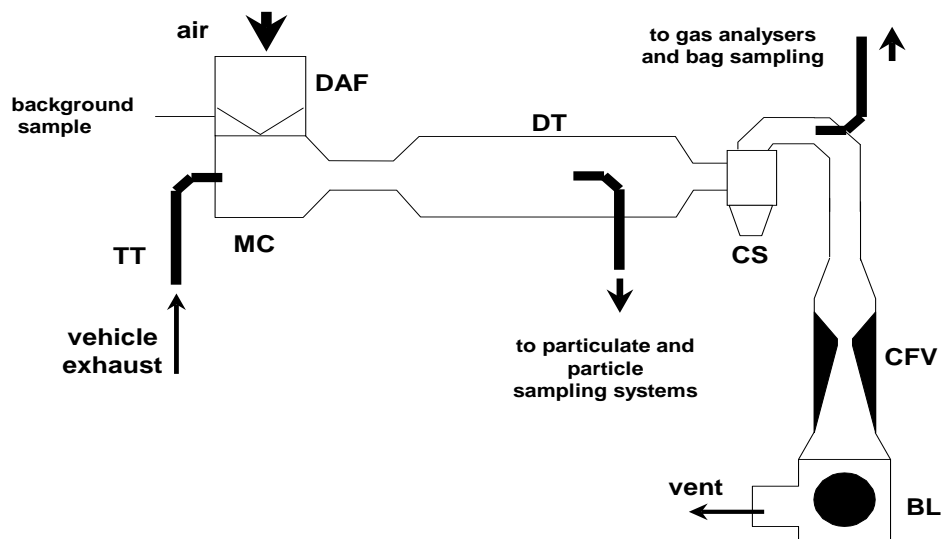 air
DAF
background
sample
to gas analysers
and bag sampling
DT
TT
MC
CS
vehicle
exhaust
to particulate and
particle
sampling systems
CFV
vent
BL